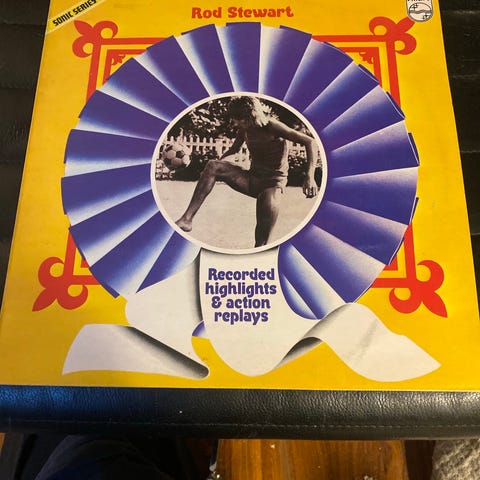 SONIC SERIES
Rod Stewart
Recorded
highlights
& action
replays